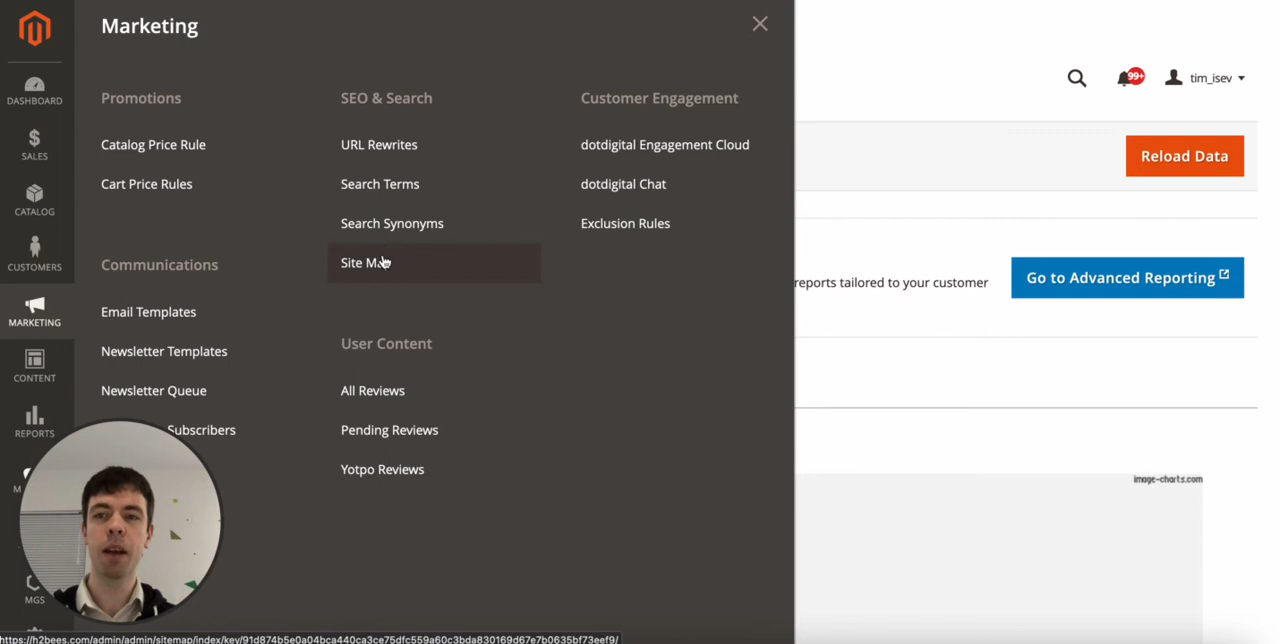 Marketing
Promotions
Catalog Price Rule
Cart Price Rules
Communications
Email Templates
Newsletter Templates
Newsletter Queue
Subscribers
SEO & Search
URL Rewrites
Search Terms
Search Synonyms
Site Map
User Content
All Reviews
Pending Reviews
Yotpo Reviews
Customer Engagement
dotdigital Engagement Cloud
dotdigital Chat
Exclusion Rules
DASHBOARD
SALES
CATALOG
CUSTOMERS
MARKETING
CONTENT
REPORTS
M
MGS
99+
tim_isev
Reload Data
reports tailored to your customer
Go to Advanced Reporting
image-charts.com
https://h2bees.com/admin/admin/sitemap/index/key/91d874b5e0a04bca440ca3ce75dfc559a60c3bda830169d67e7b0635bf73eef9/